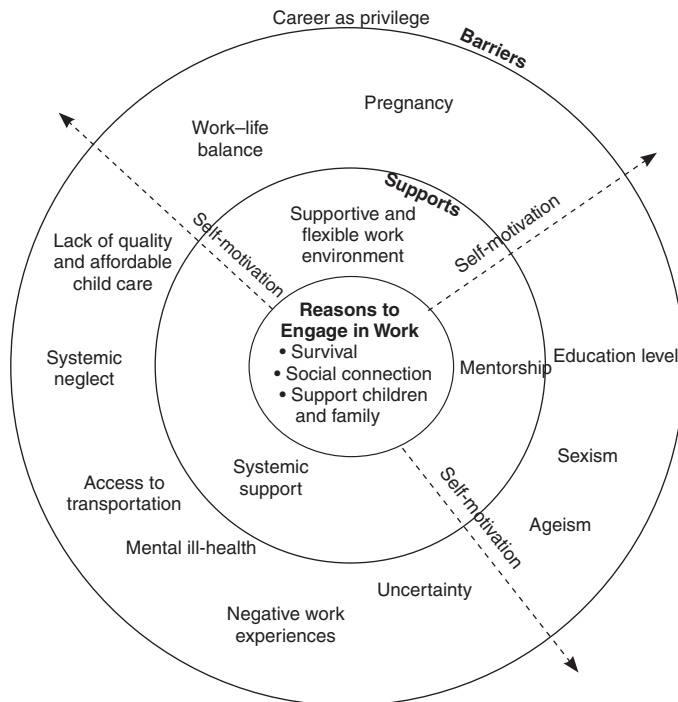 Career as privilege
Barriers
Pregnancy
Work–life
balance
Supports
Self-motivation
Self-motivation
Supportive and
flexible work
environment
Lack of quality
and affordable
child care
Reasons to
Engage in Work
• Survival
• Social connection
• Support children
and family
Systemic
neglect
Mentorship
Education level
Systemic
support
Sexism
Access to
transportation
Self-motivation
Ageism
Mental ill-health
Uncertainty
Negative work
experiences